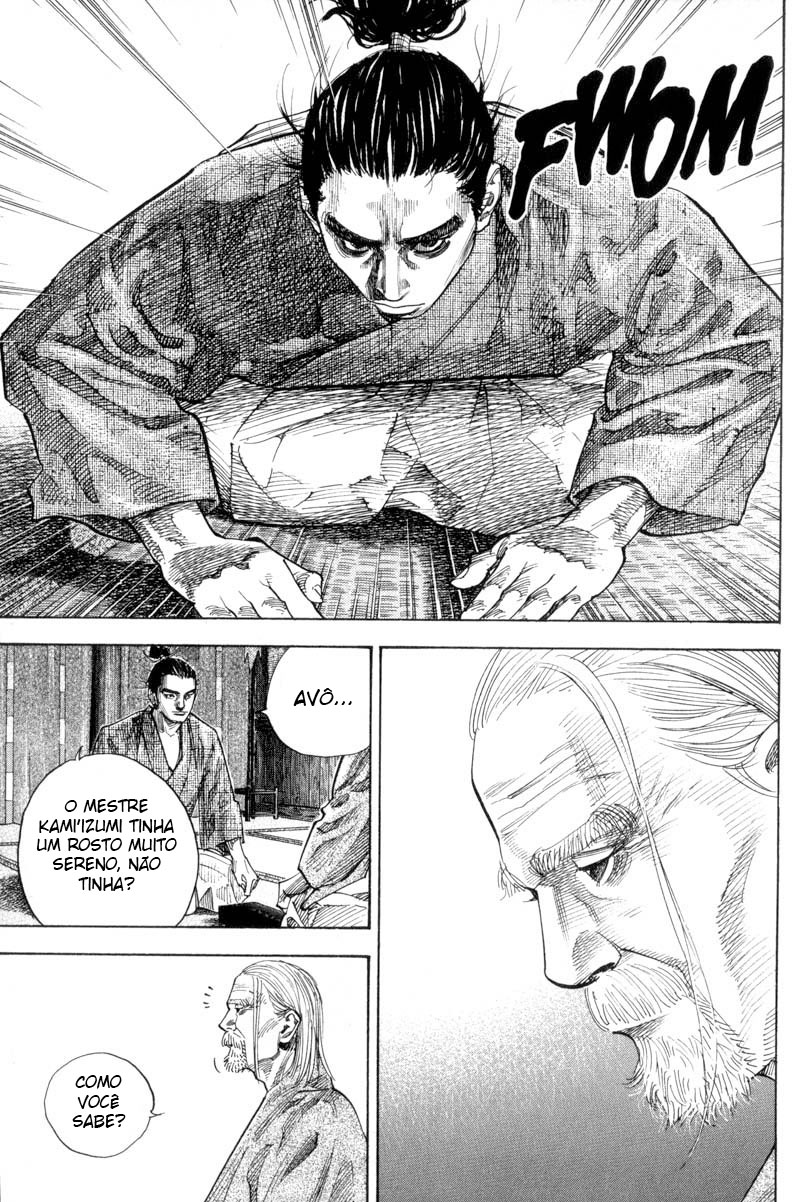 FWOM
AVÔ...
O MESTRE
KAMI'IZUMI TINHA
UM ROSTO MUITO
SERENO, NÃO
TINHA?
COMO
VOCÊ
SABE?